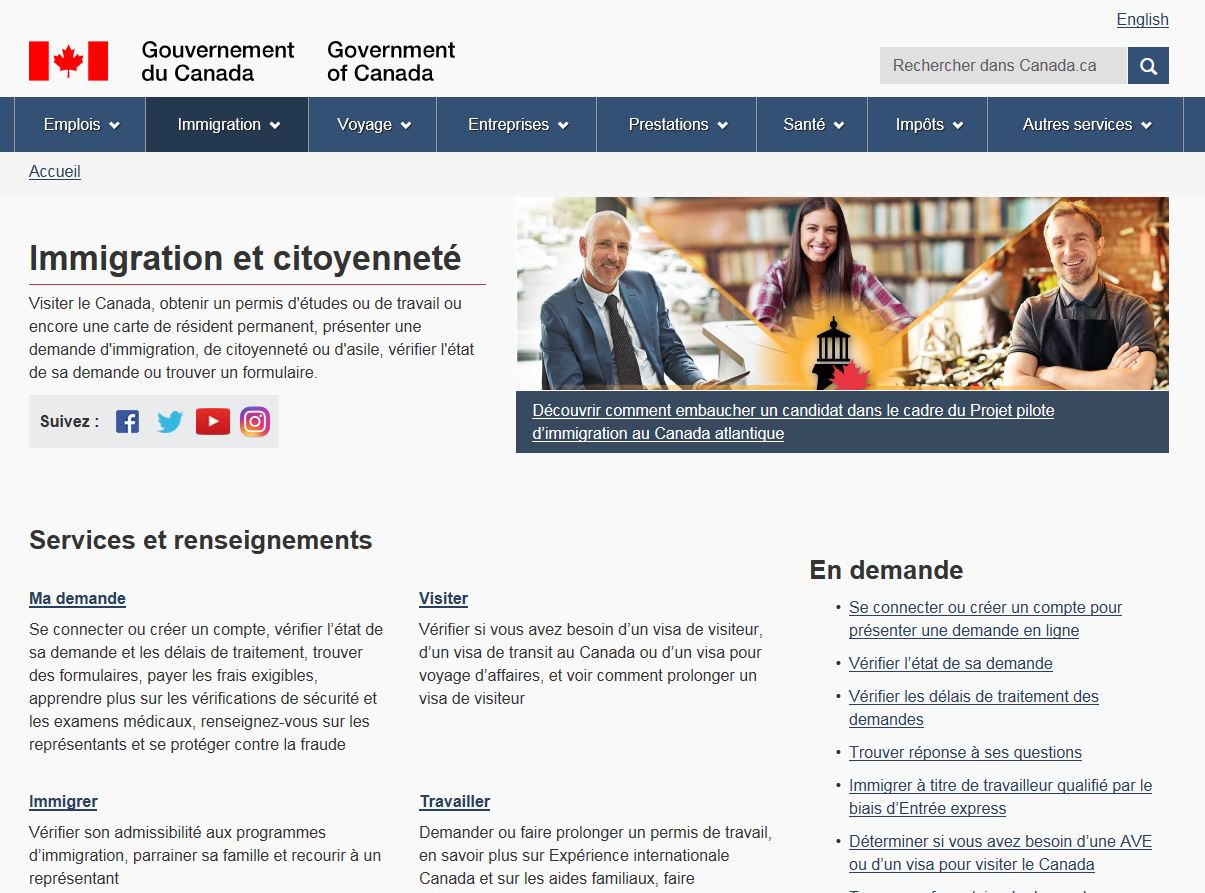 English
Gouvernement
du Canada
Government
of Canada
Rechercher dans Canada.ca
Emplois
Immigration
Voyage
Entreprises
Prestations
Santé
Impôts
Autres services
Accueil
Immigration et citoyenneté
Visiter le Canada, obtenir un permis d'études ou de travail ou
encore une carte de résident permanent, présenter une
demande d'immigration, de citoyenneté ou d'asile, vérifier l'état
de sa demande ou trouver un formulaire.
Suivez :
Découvrir comment embaucher un candidat dans le cadre du Projet pilote
d’immigration au Canada atlantique
Services et renseignements
Ma demande
Se connecter ou créer un compte, vérifier l’état de
sa demande et les délais de traitement, trouver
des formulaires, payer les frais exigibles,
apprendre plus sur les vérifications de sécurité et
les examens médicaux, renseignez-vous sur les
représentants et se protéger contre la fraude
Visiter
Vérifier si vous avez besoin d’un visa de visiteur,
d’un visa de transit au Canada ou d’un visa pour
voyage d’affaires, et voir comment prolonger un
visa de visiteur
Immigrer
Vérifier son admissibilité aux programmes
d’immigration, parrainer sa famille et recourir à un
représentant
Travailler
Demander ou faire prolonger un permis de travail,
en savoir plus sur Expérience internationale
Canada et sur les aides familiaux, faire
En demande
• Se connecter ou créer un compte pour
présenter une demande en ligne
• Vérifier l’état de sa demande
• Vérifier les délais de traitement des
demandes
• Trouver réponse à ses questions
• Immigrer à titre de travailleur qualifié par le
biais d’Entrée express
• Déterminer si vous avez besoin d’une AVE
ou d’un visa pour visiter le Canada